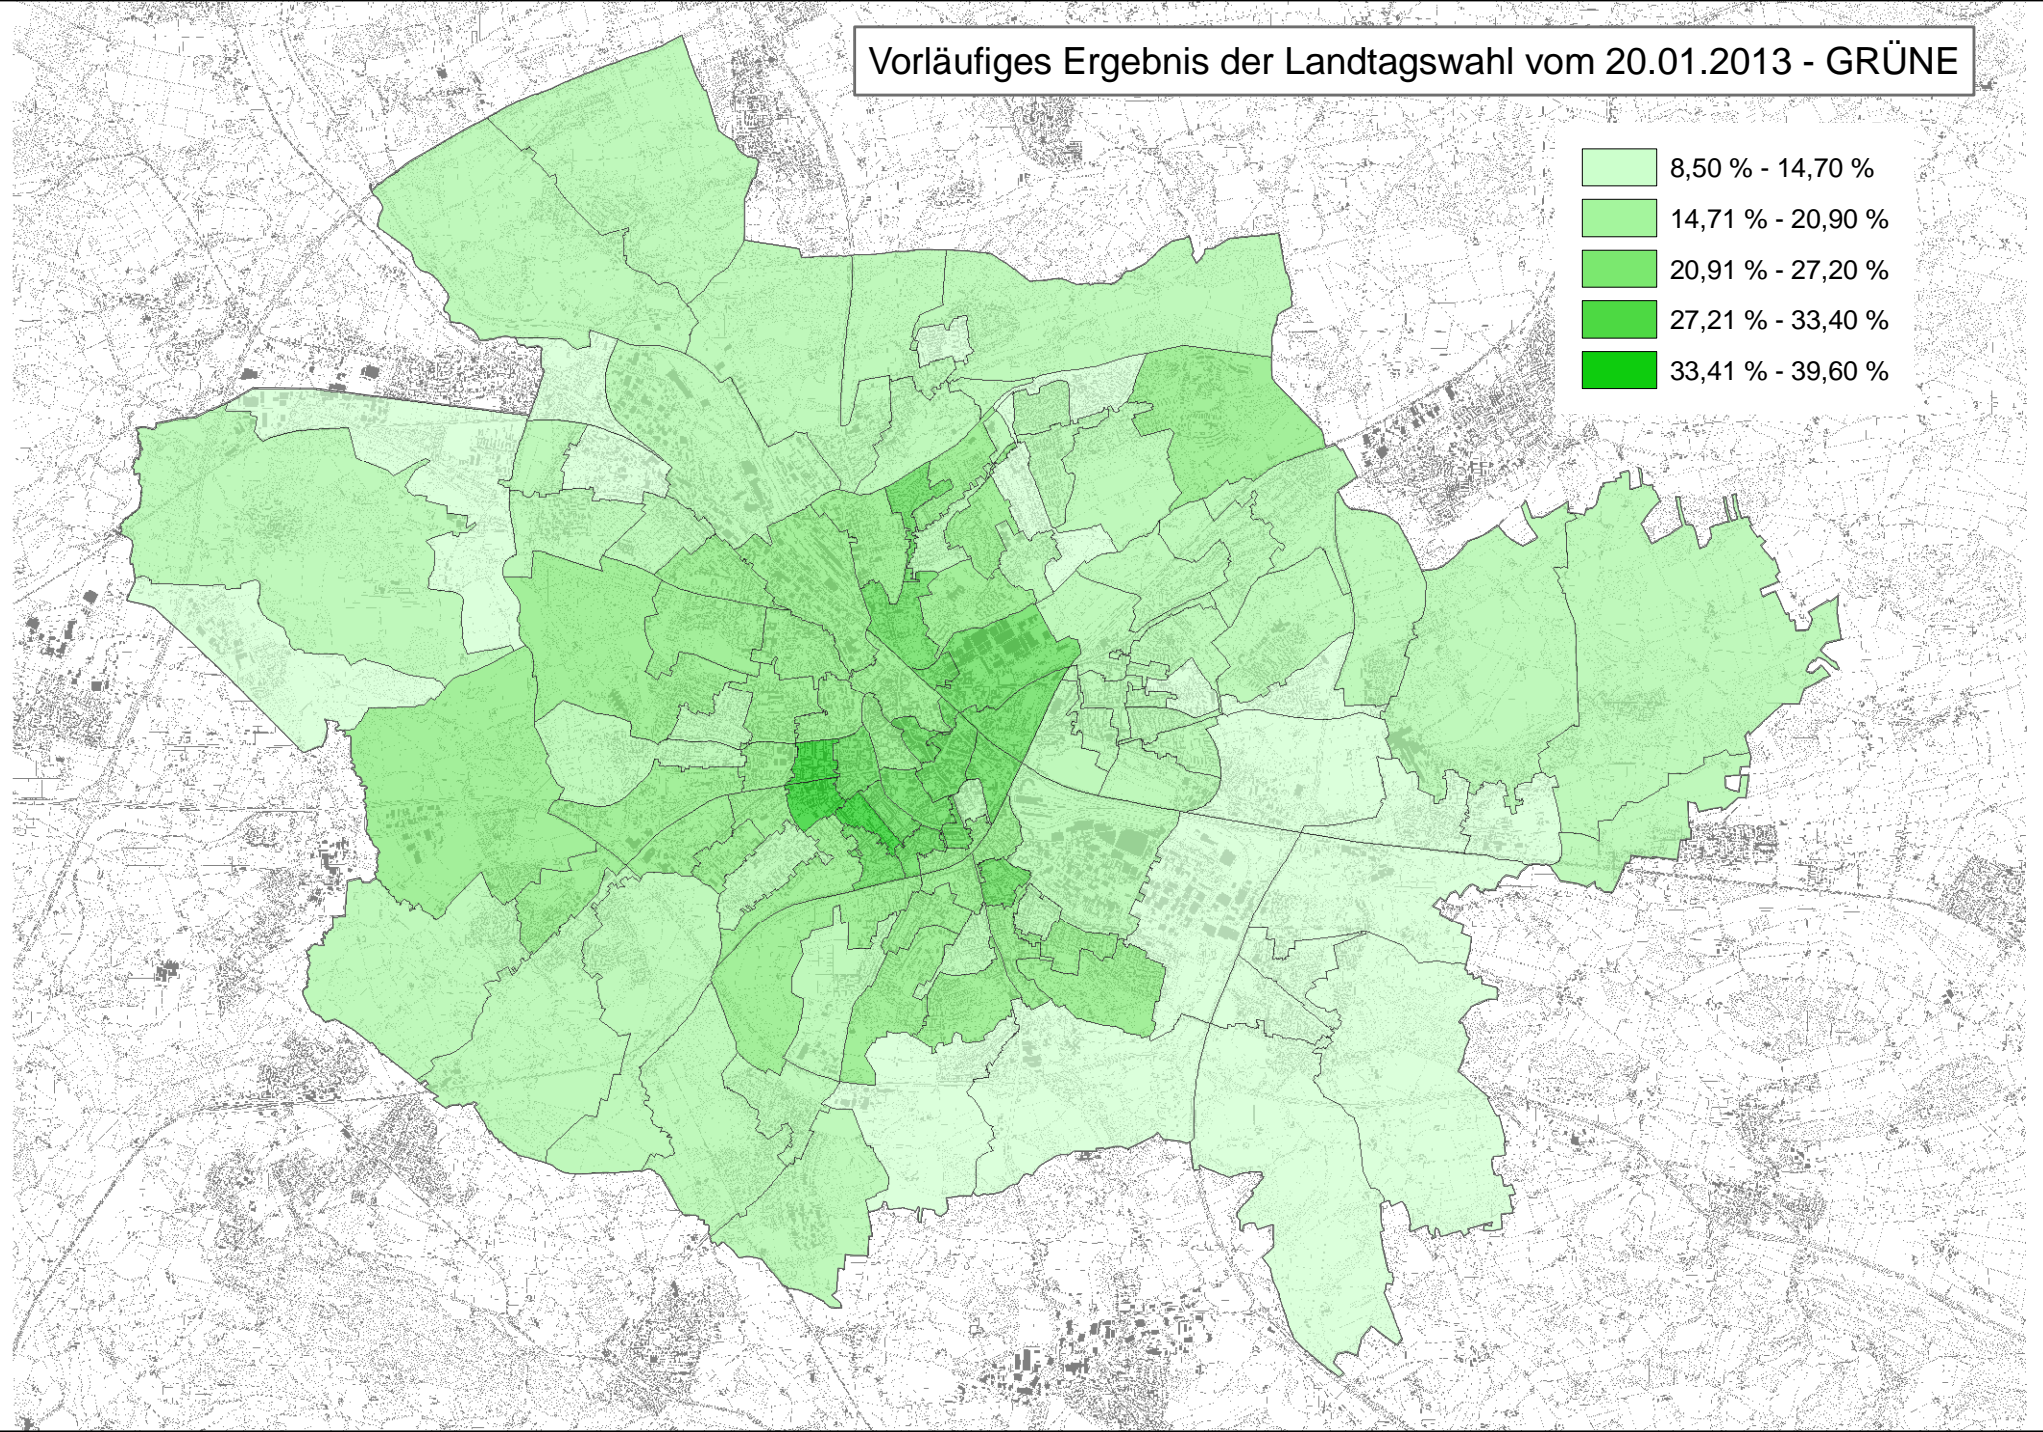 Vorläufiges Ergebnis der Landtagswahl vom 20.01.2013 - GRÜNE
8,50 % - 14,70 %
14,71 % - 20,90 %
20,91 % - 27,20 %
27,21 % - 33,40 %
33,41 % - 39,60 %